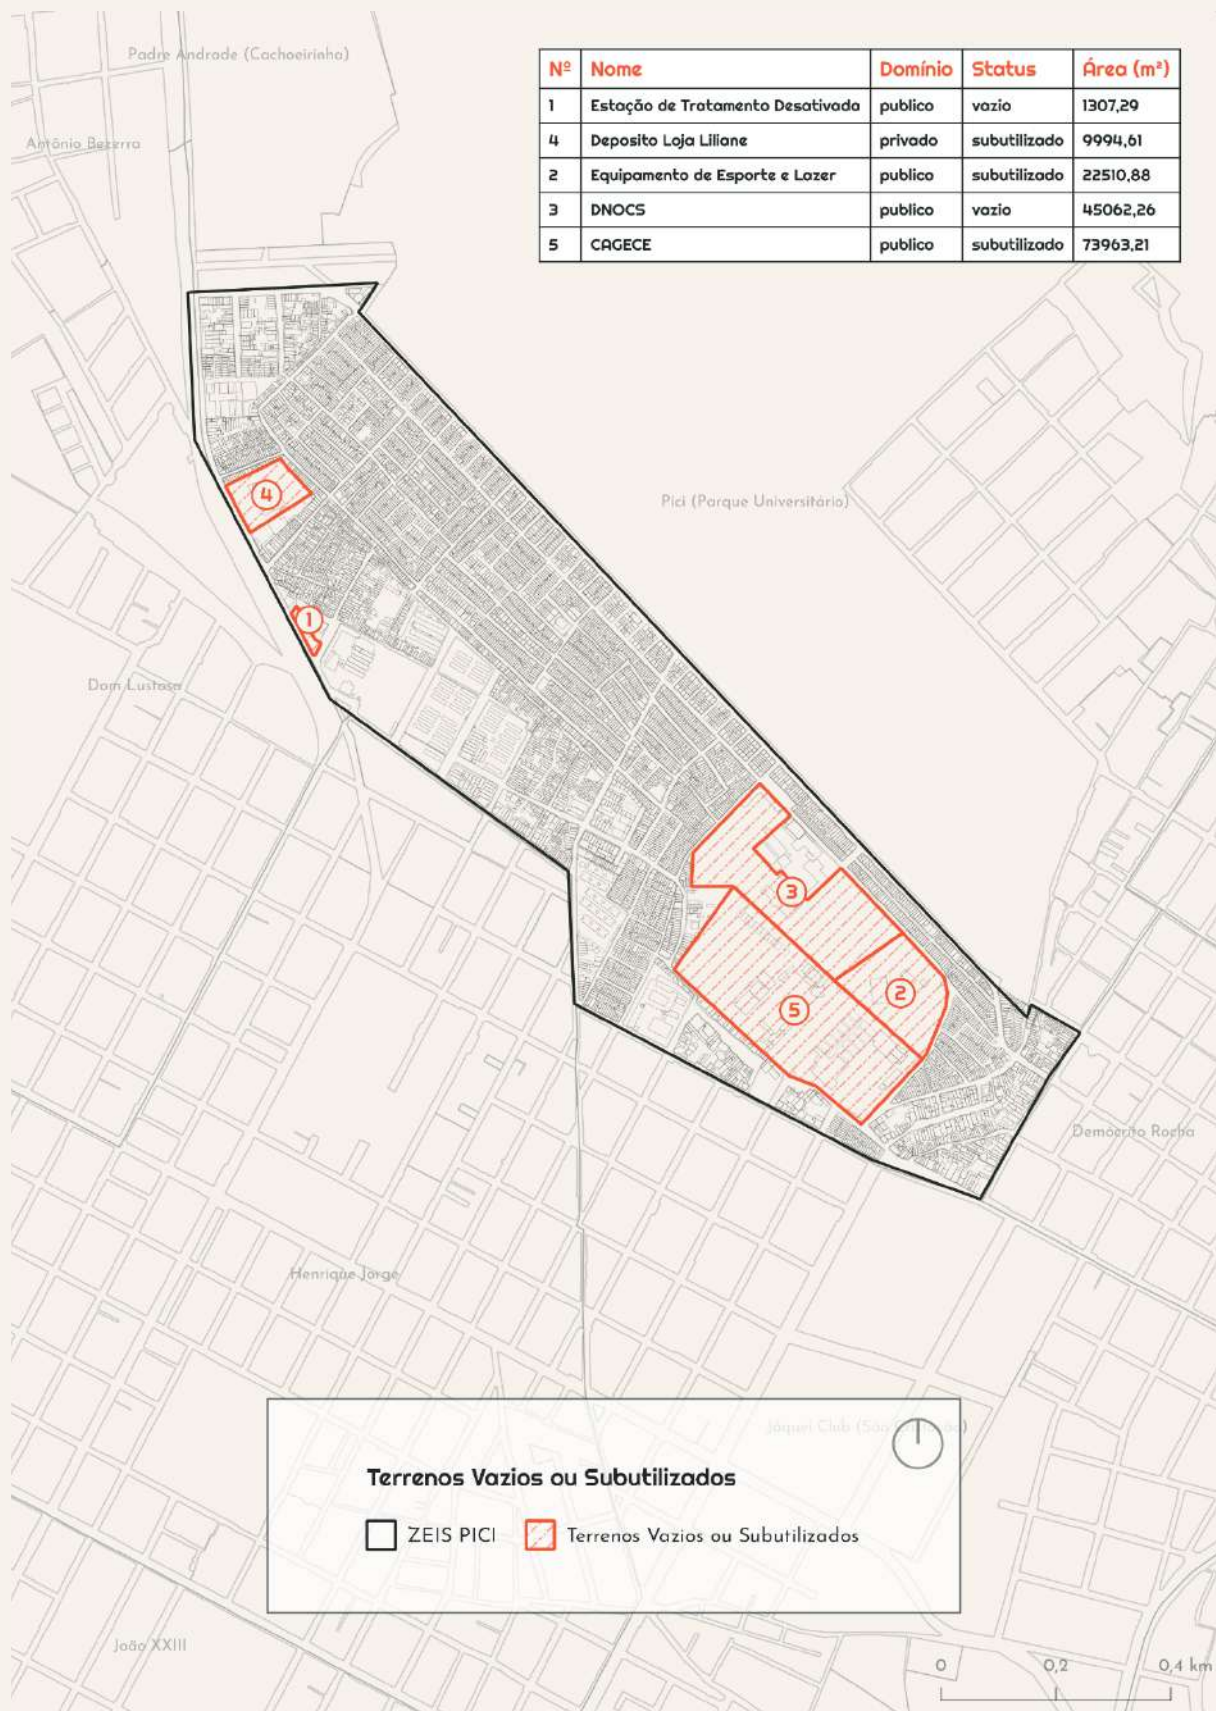 Padre Andrade (Cachoeirinha)
Nº Nome Domínio Status Área (m²)
1 Estação de Tratamento Desativada publico vazio 1307,29
4 Deposito Loja Liliane privado subutilizado 9994,61
2 Equipamento de Esporte e Lazer publico subutilizado 22510,88
3 DNOCS publico vazio 45062,26
5 CAGECE publico subutilizado 73963,21
Antônio Bezerra
4
Pici (Parque Universitário)
1
Dom Lustosa
3
2
5
Demócrito Rocha
Henrique Jorge
Jóquei Club (São
Terrenos Vazios ou Subutilizados
ZEIS PICI
Terrenos Vazios ou Subutilizados
João XXIII
0 0,2 0,4 km